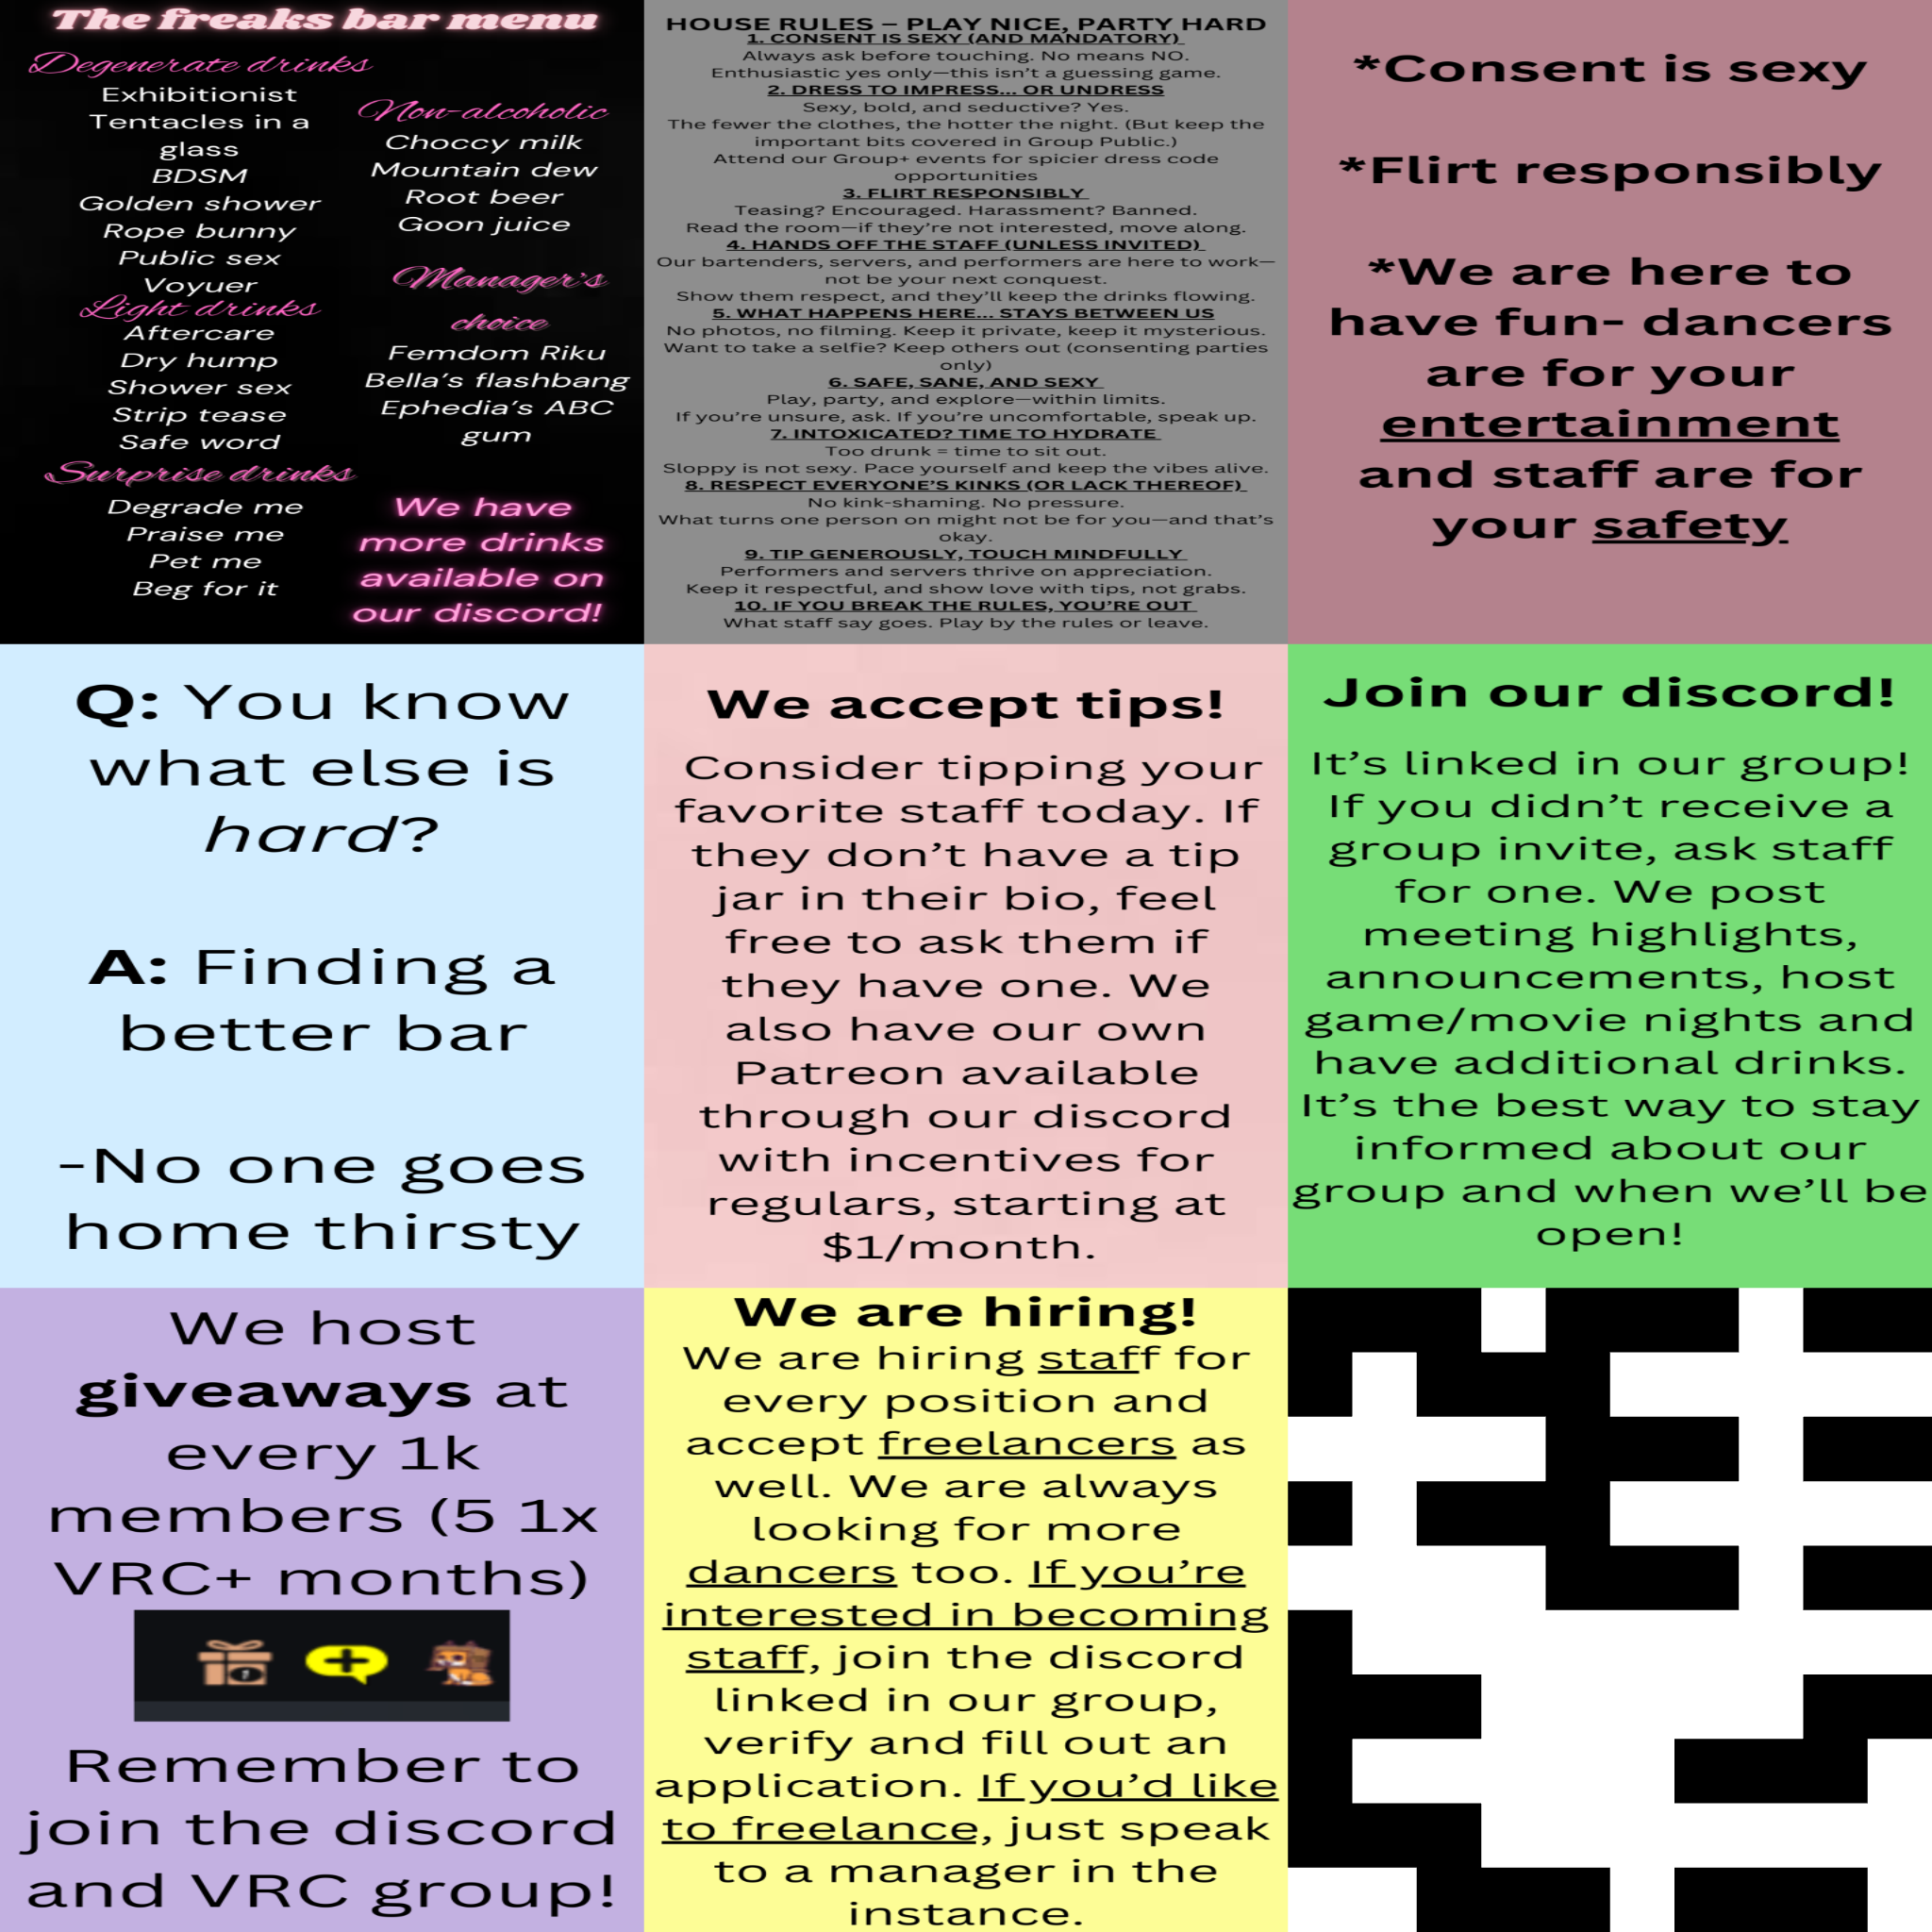 The freaks bar menu
Degenerate drinks
Exhibitionist
Tentacles in a
glass
BDSM
Golden shower
Rope bunny
Public sex
Voyuer
Light drinks
Aftercare
Dry hump
Shower sex
Strip tease
Safe word
Surprise drinks
Degrade me
Praise me
Pet me
Beg for it
Non-alcoholic
Choccy milk
Mountain dew
Root beer
Goon juice
Manager's
choice
Femdom Riku
Bella's flashbang
Ephedia's ABC
gum
We have
more drinks
available on
our discord!
HOUSE RULES – PLAY NICE, PARTY HARD
1. CONSENT IS SEXY (AND MANDATORY)
Always ask before touching. No means NO.
Enthusiastic yes only—this isn't a guessing game.
2. DRESS TO IMPRESS... OR UNDRESS
Sexy, bold, and seductive? Yes.
The fewer the clothes, the hotter the night. (But keep the
important bits covered in Group Public.)
Attend our Group+ events for spicier dress code
opportunities
3. FLIRT RESPONSIBLY
Teasing? Encouraged. Harassment? Banned.
Read the room—if they're not interested, move along.
4. HANDS OFF THE STAFF (UNLESS INVITED)
Our bartenders, servers, and performers are here to work—
not be your next conquest.
Show them respect, and they'll keep the drinks flowing.
5. WHAT HAPPENS HERE... STAYS BETWEEN US
No photos, no filming. Keep it private, keep it mysterious.
Want to take a selfie? Keep others out (consenting parties
only)
6. SAFE, SANE, AND SEXY
Play, party, and explore—within limits.
If you're unsure, ask. If you're uncomfortable, speak up.
7. INTOXICATED? TIME TO HYDRATE
Too drunk = time to sit out.
Sloppy is not sexy. Pace yourself and keep the vibes alive.
8. RESPECT EVERYONE'S KINKS (OR LACK THEREOF)
No kink-shaming. No pressure.
What turns one person on might not be for you—and that's
okay.
9. TIP GENEROUSLY, TOUCH MINDFULLY
Performers and servers thrive on appreciation.
Keep it respectful, and show love with tips, not grabs.
10. IF YOU BREAK THE RULES, YOU'RE OUT
What staff say goes. Play by the rules or leave.
*Consent is sexy
*Flirt responsibly
*We are here to
have fun- dancers
are for your
entertainment
and staff are for
your safety.
Q: You know
what else is
hard?
A: Finding a
better bar
-No one goes
home thirsty
We accept tips!
Consider tipping your
favorite staff today. If
they don't have a tip
jar in their bio, feel
free to ask them if
they have one. We
also have our own
Patreon available
through our discord
with incentives for
regulars, starting at
$1/month.
Join our discord!
It's linked in our group!
If you didn't receive a
group invite, ask staff
for one. We post
meeting highlights,
announcements, host
game/movie nights and
have additional drinks.
It's the best way to stay
informed about our
group and when we'll be
open!
We host
giveaways at
every 1k
members (5 1x
VRC+ months)
Remember to
join the discord
and VRC group!
We are hiring!
We are hiring staff for
every position and
accept freelancers as
well. We are always
looking for more
dancers too. If you're
interested in becoming
staff, join the discord
linked in our group,
verify and fill out an
application. If you'd like
to freelance, just speak
to a manager in the
instance.